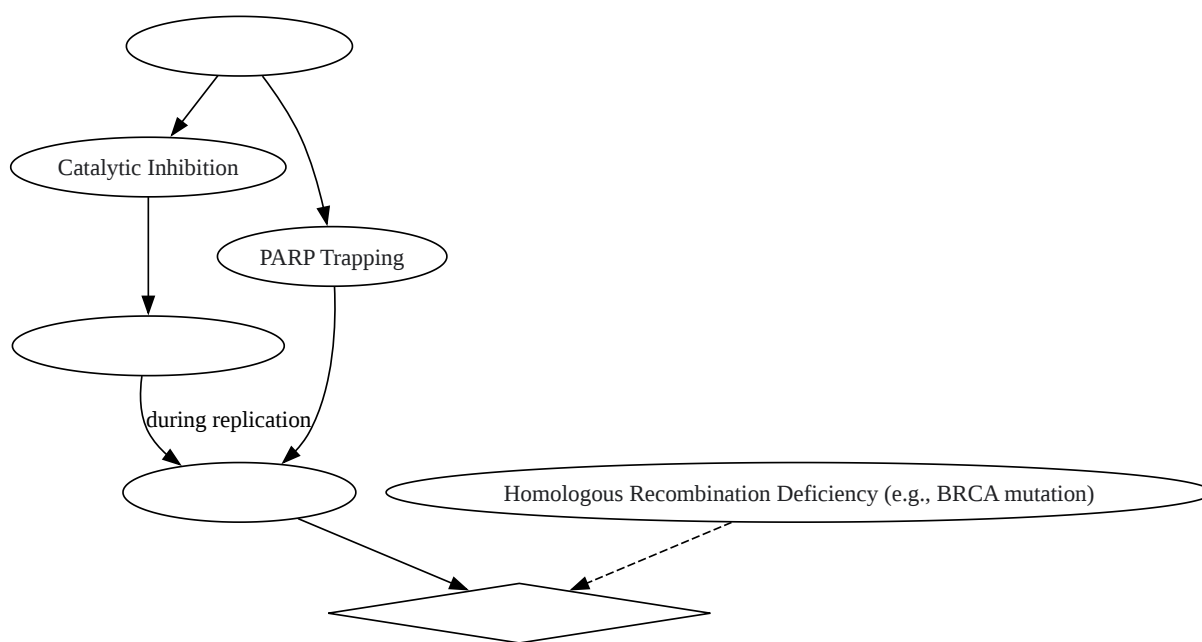 Catalytic Inhibition
PARP Trapping
during replication
Homologous Recombination Deficiency (e.g., BRCA mutation)